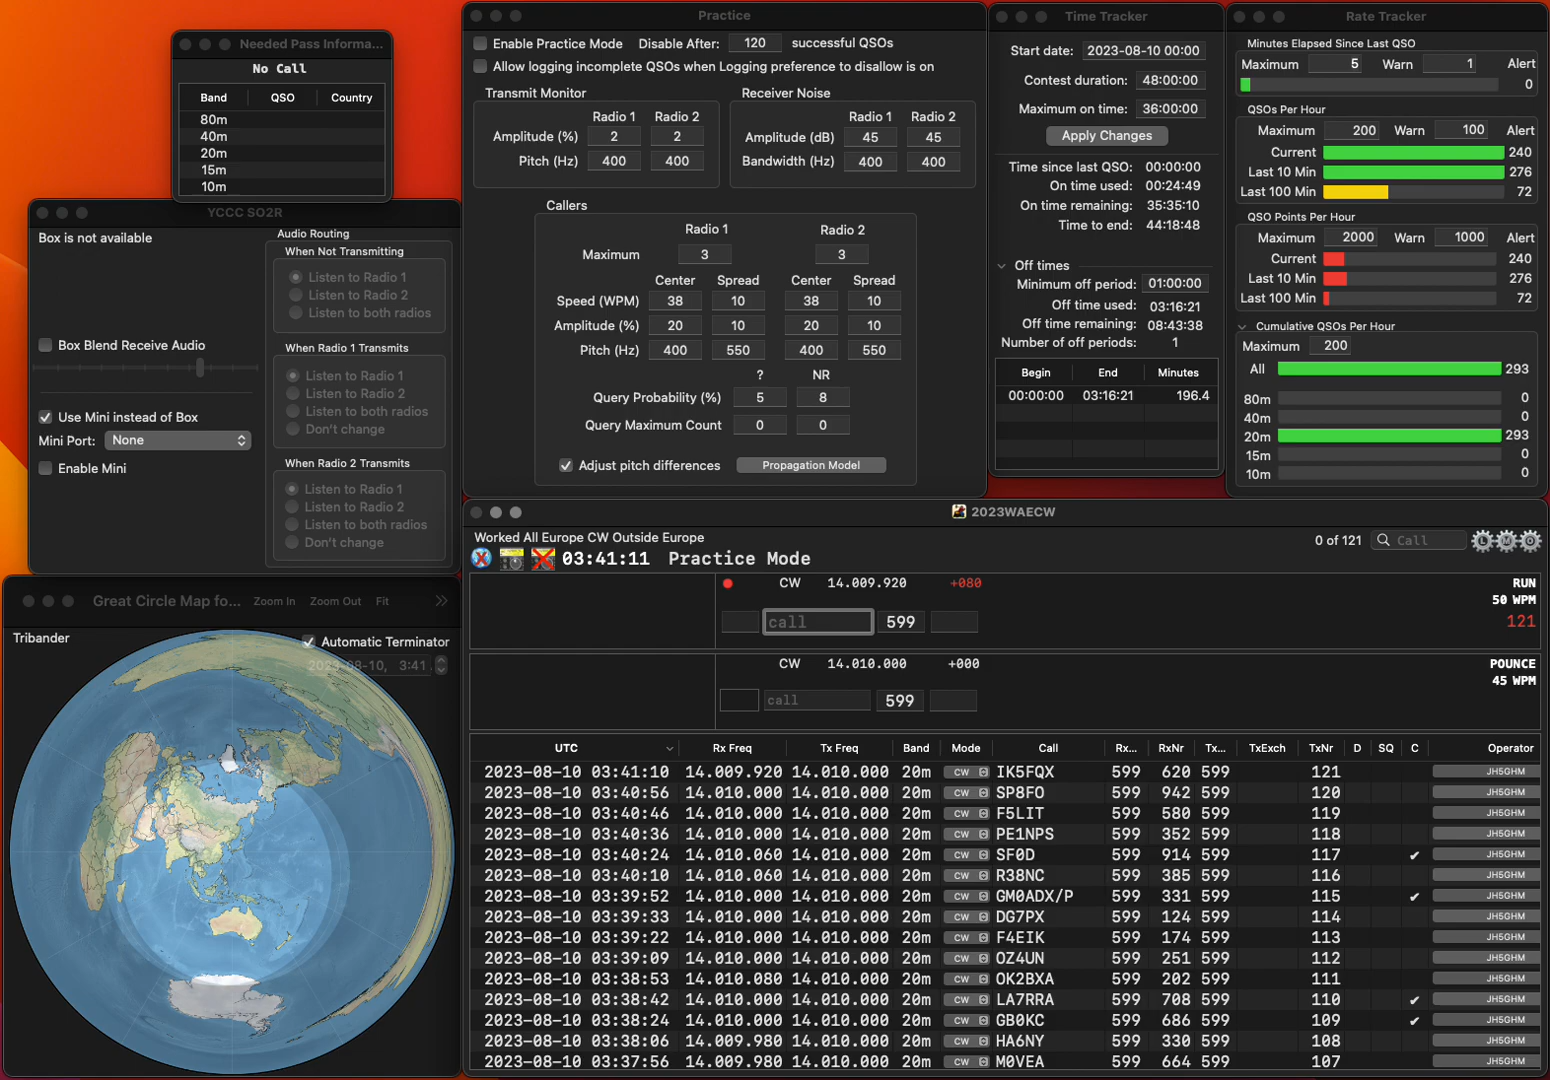 Needed Pass Informa...
No Call
Band QSO Country
80m
40m
20m
15m
10m
YCCC SO2R
Box is not available
Audio Routing
When Not Transmitting
Listen to Radio 1
Listen to Radio 2
Listen to both radios
Box Blend Receive Audio
When Radio 1 Transmits
Listen to Radio 1
Listen to Radio 2
Listen to both radios
Don't change
Use Mini instead of Box
Mini Port: None
Enable Mini
When Radio 2 Transmits
Listen to Radio 1
Listen to Radio 2
Listen to both radios
Don't change
Great Circle Map fo... Zoom In Zoom Out Fit
Tribander
Automatic Terminator
2023-08-10, 3:41
Practice
Enable Practice Mode Disable After: 120 successful QSOs
Allow logging incomplete QSOs when Logging preference to disallow is on
Transmit Monitor
Radio 1 Radio 2
Amplitude (%) 2 2
Pitch (Hz) 400 400
Receiver Noise
Radio 1 Radio 2
Amplitude (dB) 45 45
Bandwidth (Hz) 400 400
Callers
Radio 1 Radio 2
Maximum 3 3
Center Spread Center Spread
Speed (WPM) 38 10 38 10
Amplitude (%) 20 10 20 10
Pitch (Hz) 400 550 400 550
? NR
Query Probability (%) 5 8
Query Maximum Count 0 0
Adjust pitch differences Propagation Model
Time Tracker
Start date: 2023-08-10 00:00
Contest duration: 48:00:00
Maximum on time: 36:00:00
Apply Changes
Time since last QSO: 00:00:00
On time used: 00:24:49
On time remaining: 35:35:10
Time to end: 44:18:48
Off times
Minimum off period: 01:00:00
Off time used: 03:16:21
Off time remaining: 08:43:38
Number of off periods: 1
Begin End Minutes
00:00:00 03:16:21 196.4
Rate Tracker
Minutes Elapsed Since Last QSO
Maximum 5 Warn 1 Alert
0
QSOs Per Hour
Maximum 200 Warn 100 Alert
Current 240
Last 10 Min 276
Last 100 Min 72
QSO Points Per Hour
Maximum 2000 Warn 1000 Alert
Current 240
Last 10 Min 276
Last 100 Min 72
Cumulative QSOs Per Hour
Maximum 200
All 293
80m 0
40m 0
20m 293
15m 0
10m 0
2023WAECW
Worked All Europe CW Outside Europe
0 of 121 Call L M O
03:41:11 Practice Mode
CW 14.009.920 +080 RUN
50 WPM
call 599 121
CW 14.010.000 +000 POUNCE
45 WPM
call 599
UTC Rx Freq Tx Freq Band Mode Call Rx... RxNr Tx... TxExch TxNr D SQ C Operator
2023-08-10 03:41:10 14.009.920 14.010.000 20m CW IK5FQX 599 620 599 121 JH5GHM
2023-08-10 03:40:56 14.010.000 14.010.000 20m CW SP8FO 599 942 599 120 JH5GHM
2023-08-10 03:40:46 14.010.000 14.010.000 20m CW F5LIT 599 580 599 119 JH5GHM
2023-08-10 03:40:36 14.010.000 14.010.000 20m CW PE1NPS 599 352 599 118 JH5GHM
2023-08-10 03:40:24 14.010.060 14.010.000 20m CW SF0D 599 914 599 117 ✔ JH5GHM
2023-08-10 03:40:10 14.010.060 14.010.000 20m CW R38NC 599 385 599 116 JH5GHM
2023-08-10 03:39:52 14.010.000 14.010.000 20m CW GM0ADX/P 599 331 599 115 ✔ JH5GHM
2023-08-10 03:39:33 14.010.000 14.010.000 20m CW DG7PX 599 124 599 114 JH5GHM
2023-08-10 03:39:22 14.010.000 14.010.000 20m CW F4EIK 599 174 599 113 JH5GHM
2023-08-10 03:39:09 14.010.000 14.010.000 20m CW OZ4UN 599 251 599 112 JH5GHM
2023-08-10 03:38:53 14.010.080 14.010.000 20m CW OK2BXA 599 202 599 111 JH5GHM
2023-08-10 03:38:42 14.010.000 14.010.000 20m CW LA7RRA 599 708 599 110 ✔ JH5GHM
2023-08-10 03:38:24 14.010.000 14.010.000 20m CW GB0KC 599 686 599 109 ✔ JH5GHM
2023-08-10 03:38:06 14.009.980 14.010.000 20m CW HA6NY 599 330 599 108 JH5GHM
2023-08-10 03:37:56 14.009.980 14.010.000 20m CW M0VEA 599 664 599 107 JH5GHM